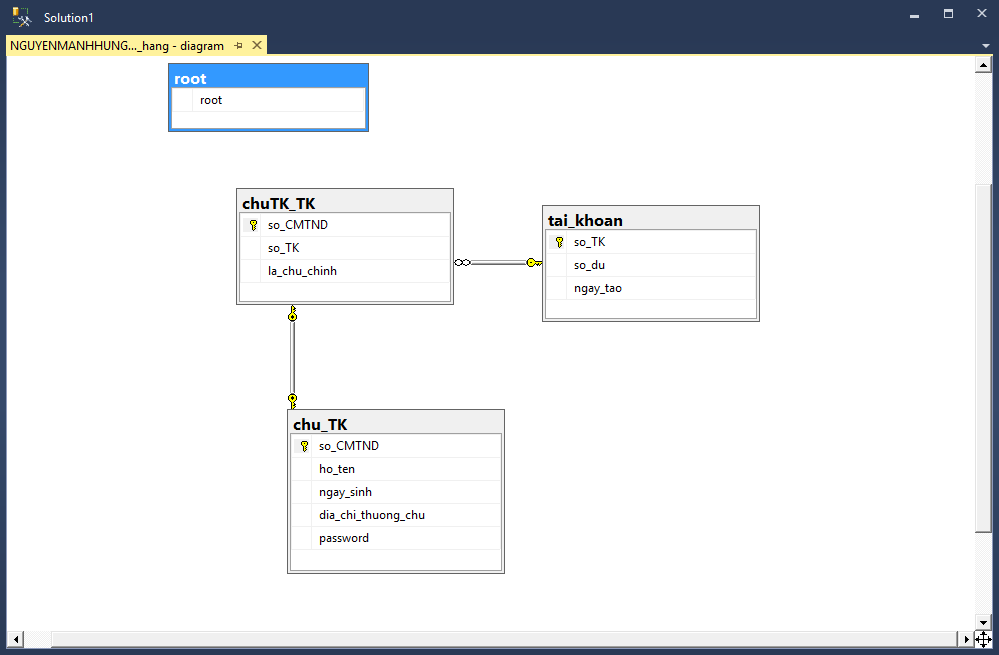 Solution1
NGUYENMANHHUNG..._hang - diagram
root
root
chuTK_TK
so_CMTND
so_TK
la_chu_chinh
tai_khoan
so_TK
so_du
ngay_tao
chu_TK
so_CMTND
ho_ten
ngay_sinh
dia_chi_thuong_chu
password